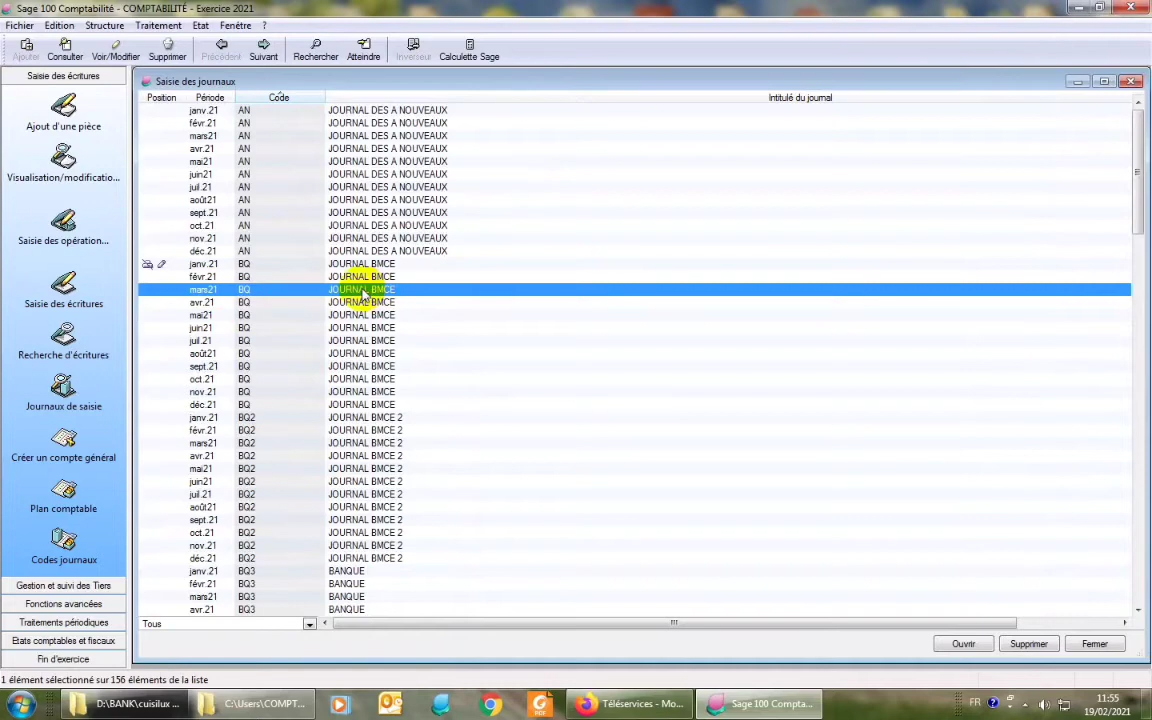 Sage 100 Comptabilité - COMPTABILITÉ - Exercice 2021
Fichier Edition Structure Traitement Etat Fenêtre ?
Ajouter Consulter Voir/Modifier Supprimer Précédent Suivant Rechercher Atteindre Inverseur Calculette Sage
Saisie des écritures
Ajout d'une pièce
Visualisation/modificatio...
Saisie des opération...
Saisie des écritures
Recherche d'écritures
Journaux de saisie
Créer un compte général
Plan comptable
Codes journaux
Gestion et suivi des Tiers
Fonctions avancées
Traitements périodiques
Etats comptables et fiscaux
Fin d'exercice
Saisie des journaux
Position Période Code Intitulé du journal
janv.21 AN JOURNAL DES A NOUVEAUX
févr.21 AN JOURNAL DES A NOUVEAUX
mars21 AN JOURNAL DES A NOUVEAUX
avr.21 AN JOURNAL DES A NOUVEAUX
mai21 AN JOURNAL DES A NOUVEAUX
juin21 AN JOURNAL DES A NOUVEAUX
juil.21 AN JOURNAL DES A NOUVEAUX
août21 AN JOURNAL DES A NOUVEAUX
sept.21 AN JOURNAL DES A NOUVEAUX
oct.21 AN JOURNAL DES A NOUVEAUX
nov.21 AN JOURNAL DES A NOUVEAUX
déc.21 AN JOURNAL DES A NOUVEAUX
janv.21 BQ JOURNAL BMCE
févr.21 BQ JOURNAL BMCE
mars21 BQ JOURNAL BMCE
avr.21 BQ JOURNAL BMCE
mai21 BQ JOURNAL BMCE
juin21 BQ JOURNAL BMCE
juil.21 BQ JOURNAL BMCE
août21 BQ JOURNAL BMCE
sept.21 BQ JOURNAL BMCE
oct.21 BQ JOURNAL BMCE
nov.21 BQ JOURNAL BMCE
déc.21 BQ JOURNAL BMCE
janv.21 BQ2 JOURNAL BMCE 2
févr.21 BQ2 JOURNAL BMCE 2
mars21 BQ2 JOURNAL BMCE 2
avr.21 BQ2 JOURNAL BMCE 2
mai21 BQ2 JOURNAL BMCE 2
juin21 BQ2 JOURNAL BMCE 2
juil.21 BQ2 JOURNAL BMCE 2
août21 BQ2 JOURNAL BMCE 2
sept.21 BQ2 JOURNAL BMCE 2
oct.21 BQ2 JOURNAL BMCE 2
nov.21 BQ2 JOURNAL BMCE 2
déc.21 BQ2 JOURNAL BMCE 2
janv.21 BQ3 BANQUE
févr.21 BQ3 BANQUE
mars21 BQ3 BANQUE
avr.21 BQ3 BANQUE
Tous
Ouvrir Supprimer Fermer
1 élément sélectionné sur 156 éléments de la liste
D:\BANK\cuisilux ... C:\Users\COMPT... Téléservices - Mo... Sage 100 Compta... FR 11:55
19/02/2021